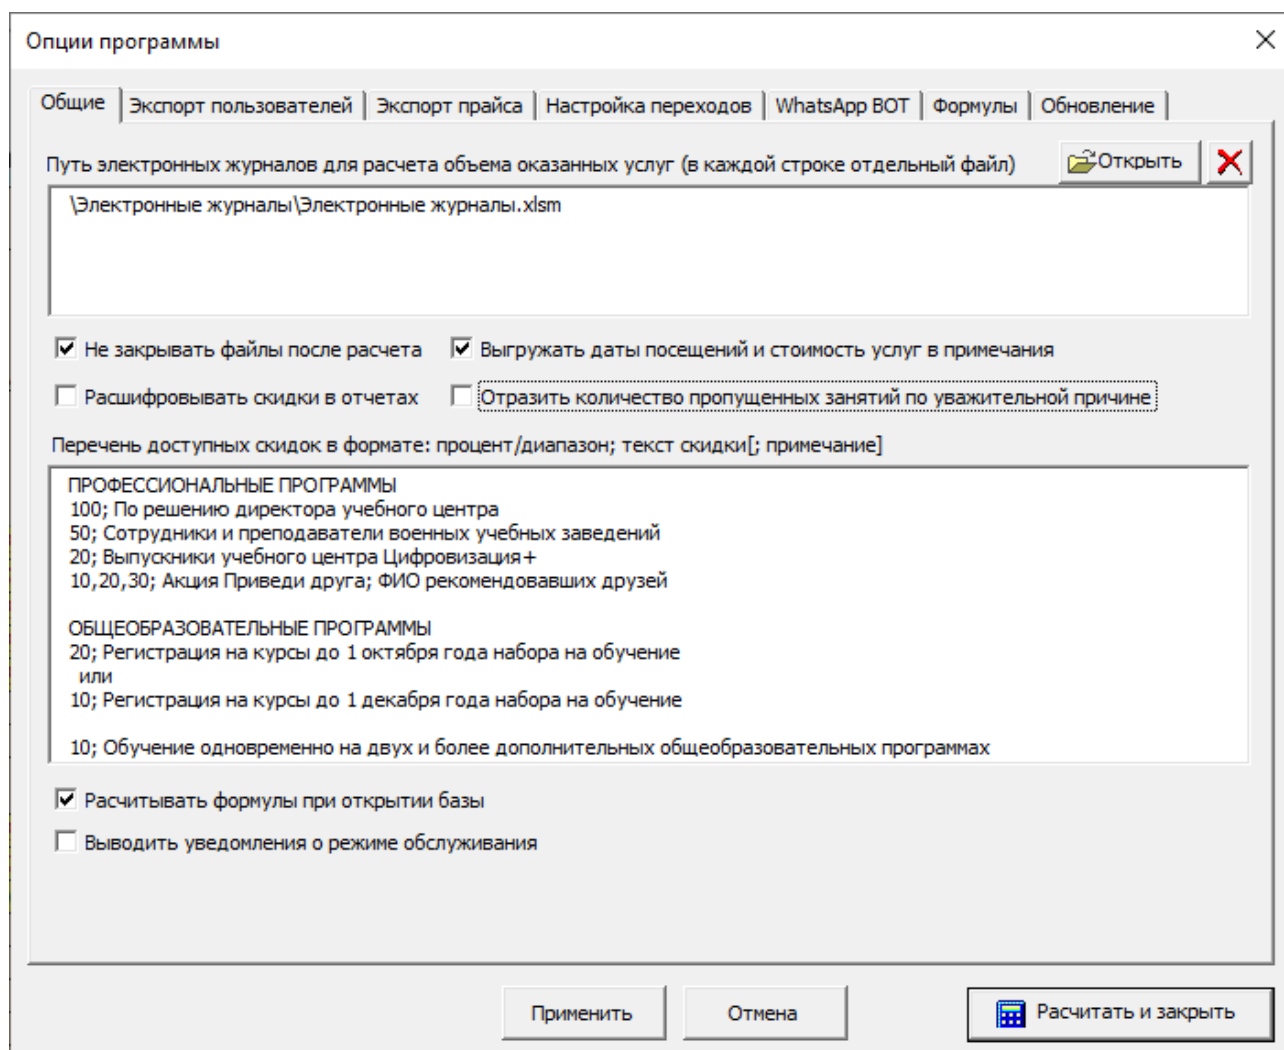 Опции программы
Общие Экспорт пользователей Экспорт прайса Настройка переходов WhatsApp BOT Формулы Обновление
Путь электронных журналов для расчета объема оказанных услуг (в каждой строке отдельный файл) Открыть
\Электронные журналы\Электронные журналы.xlsm
Не закрывать файлы после расчета Выгружать даты посещений и стоимость услуг в примечания
Расшифровывать скидки в отчетах Отразить количество пропущенных занятий по уважительной причине
Перечень доступных скидок в формате: процент/диапазон; текст скидки[; примечание]
ПРОФЕССИОНАЛЬНЫЕ ПРОГРАММЫ
100; По решению директора учебного центра
50; Сотрудники и преподаватели военных учебных заведений
20; Выпускники учебного центра Цифровизация+
10,20,30; Акция Приведи друга; ФИО рекомендовавших друзей
ОБЩЕОБРАЗОВАТЕЛЬНЫЕ ПРОГРАММЫ
20; Регистрация на курсы до 1 октября года набора на обучение
или
10; Регистрация на курсы до 1 декабря года набора на обучение
10; Обучение одновременно на двух и более дополнительных общеобразовательных программах
Расчитывать формулы при открытии базы
Выводить уведомления о режиме обслуживания
Применить Отмена Расчитать и закрыть